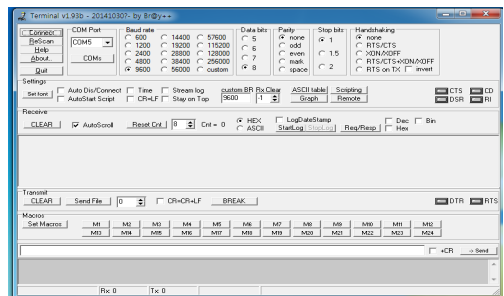 Terminal v1.93b - 20141030? - by Br@y++
Connect
ReScan
Help
About..
Quit
COM Port
COM5
COMs
Baud rate
600 14400 57600
1200 19200 115200
2400 28800 128000
4800 38400 256000
9600 56000 custom
Data bits
5
6
7
8
Parity
none
odd
even
mark
space
Stop bits
1
1.5
2
Handshaking
none
RTS/CTS
XON/XOFF
RTS/CTS+XON/XOFF
RTS on TX invert
Settings
Set font
Auto Dis/Connect Time Stream log
AutoStart Script CR=LF Stay on Top
custom BR Rx Clear
9600 -1
ASCII table Scripting
Graph Remote
CTS CD
DSR RI
Receive
CLEAR AutoScroll Reset Cnt 8 Cnt = 0
HEX
ASCII
LogDateStamp
StartLog StopLog Req/Resp
Dec Bin
Hex
Transmit
CLEAR Send File 0 CR=CR+LF BREAK
DTR RTS
Macros
Set Macros
M1 M2 M3 M4 M5 M6 M7 M8 M9 M10 M11 M12
M13 M14 M15 M16 M17 M18 M19 M20 M21 M22 M23 M24
+CR -> Send
Rx: 0 Tx: 0